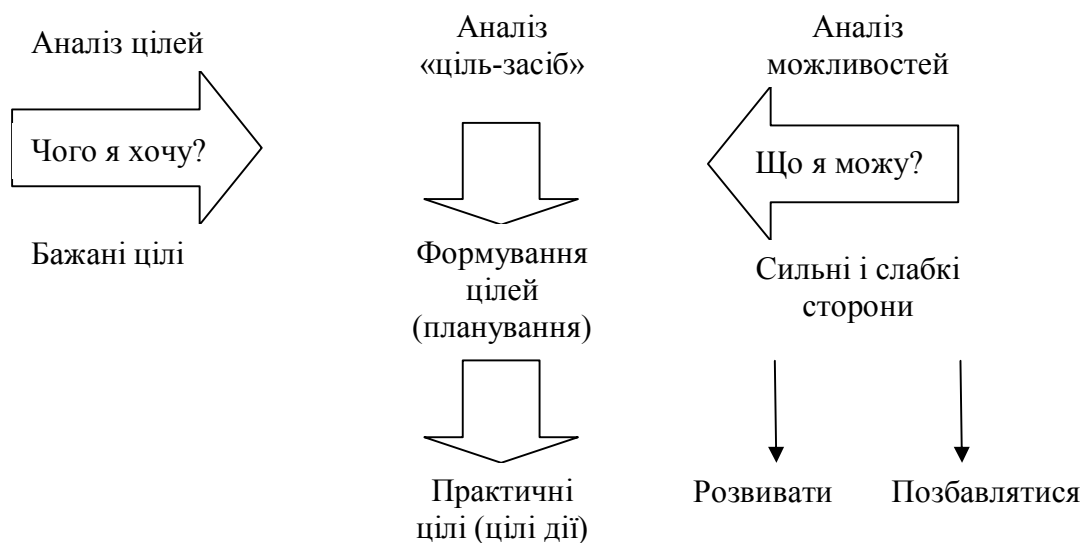 Аналіз цілей
Чого я хочу?
Бажані цілі
Аналіз
«ціль-засіб»
Формування
цілей
(планування)
Практичні
цілі (цілі дії)
Аналіз
можливостей
Що я можу?
Сильні і слабкі
сторони
Розвивати
Позбавлятися